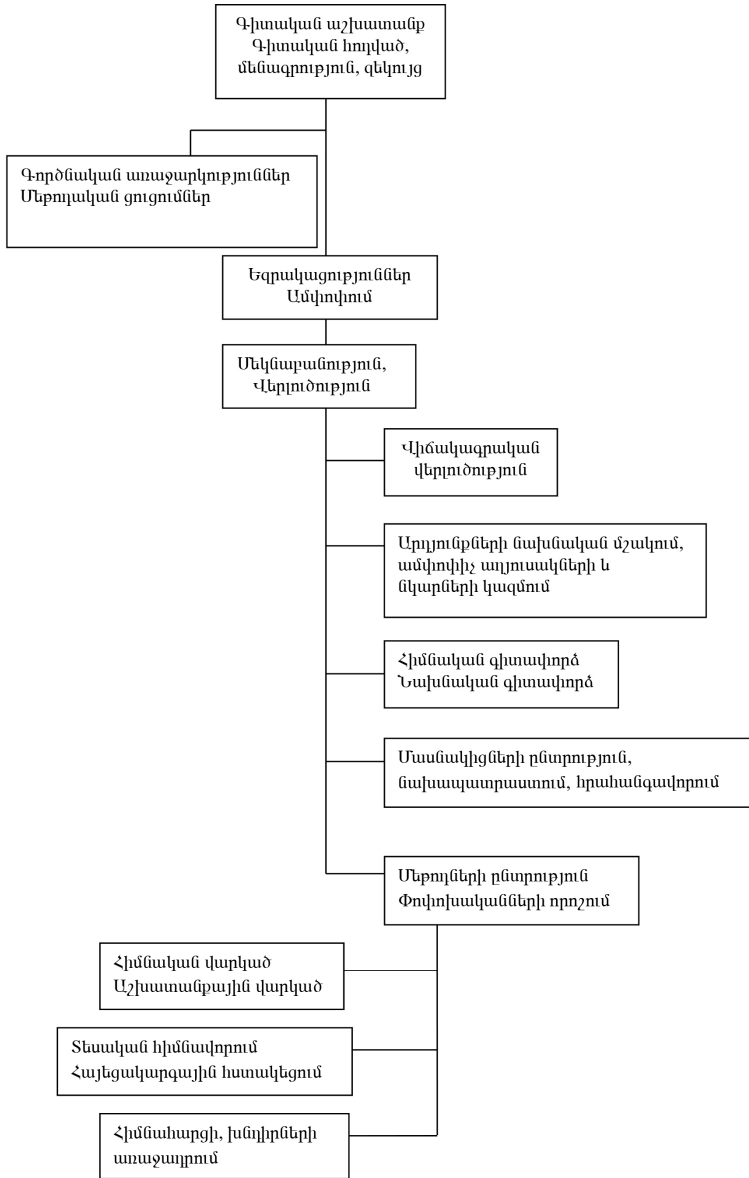 Գիտական աշխատանք
Գիտական հոդված,
մենագրություն, զեկույց
Գործնական առաջարկություններ
Մեթոդական ցուցումներ
Եզրակացություններ
Ամփոփում
Մեկնաբանություն,
Վերլուծություն
Վիճակագրական
վերլուծություն
Արդյունքների նախնական մշակում,
ամփոփիչ աղյուսակների և
նկարների կազմում
Հիմնական գիտափորձ
Նախնական գիտափորձ
Մասնակիցների ընտրություն,
նախապատրաստում, հրահանգավորում
Մեթոդների ընտրություն
Փոփոխականների որոշում
Հիմնական վարկած
Աշխատանքային վարկած
Տեսական հիմնավորում
Հայեցակարգային հստակեցում
Հիմնահարցի, խնդիրների
առաջադրում